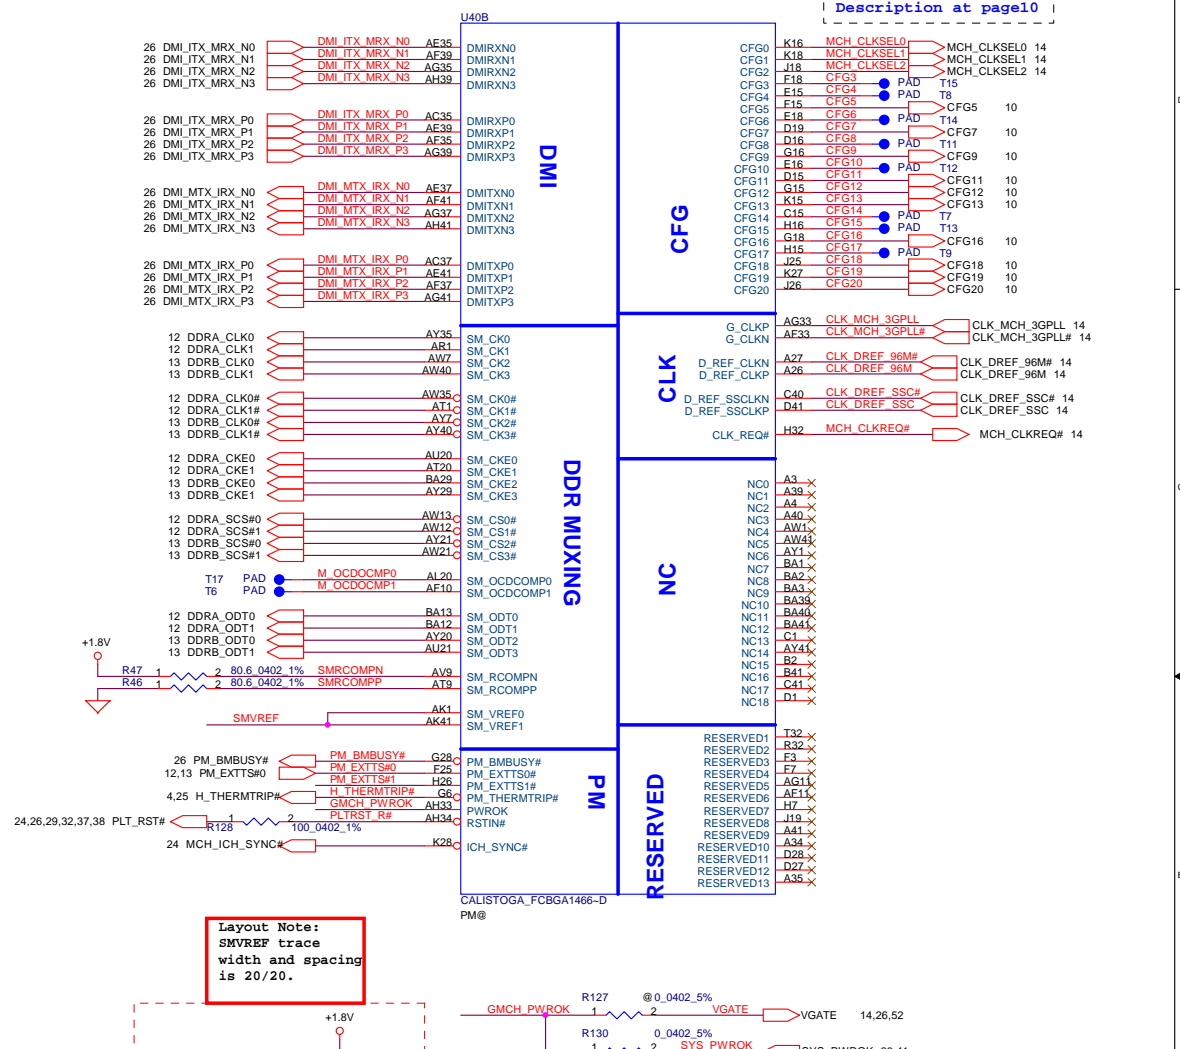 Description at page10
U40B
26 DMI_ITX_MRX_N0 DMI_ITX_MRX_N0 AE35 DMIRXN0
26 DMI_ITX_MRX_N1 DMI_ITX_MRX_N1 AF39 DMIRXN1
26 DMI_ITX_MRX_N2 DMI_ITX_MRX_N2 AG35 DMIRXN2
26 DMI_ITX_MRX_N3 DMI_ITX_MRX_N3 AH39 DMIRXN3
26 DMI_ITX_MRX_P0 DMI_ITX_MRX_P0 AC35 DMIRXP0
26 DMI_ITX_MRX_P1 DMI_ITX_MRX_P1 AE39 DMIRXP1
26 DMI_ITX_MRX_P2 DMI_ITX_MRX_P2 AF35 DMIRXP2
26 DMI_ITX_MRX_P3 DMI_ITX_MRX_P3 AG39 DMIRXP3
26 DMI_MTX_IRX_N0 DMI_MTX_IRX_N0 AE37 DMITXN0
26 DMI_MTX_IRX_N1 DMI_MTX_IRX_N1 AF41 DMITXN1
26 DMI_MTX_IRX_N2 DMI_MTX_IRX_N2 AG37 DMITXN2
26 DMI_MTX_IRX_N3 DMI_MTX_IRX_N3 AH41 DMITXN3
26 DMI_MTX_IRX_P0 DMI_MTX_IRX_P0 AC37 DMITXP0
26 DMI_MTX_IRX_P1 DMI_MTX_IRX_P1 AE41 DMITXP1
26 DMI_MTX_IRX_P2 DMI_MTX_IRX_P2 AF37 DMITXP2
26 DMI_MTX_IRX_P3 DMI_MTX_IRX_P3 AG41 DMITXP3
DMI
12 DDRA_CLK0 AY35 SM_CK0
12 DDRA_CLK1 AR1 SM_CK1
13 DDRB_CLK0 AW7 SM_CK2
13 DDRB_CLK1 AW40 SM_CK3
12 DDRA_CLK0# AW35 SM_CK0#
12 DDRA_CLK1# AT1 SM_CK1#
13 DDRB_CLK0# AY7 SM_CK2#
13 DDRB_CLK1# AY40 SM_CK3#
12 DDRA_CKE0 AU20 SM_CKE0
12 DDRA_CKE1 AT20 SM_CKE1
13 DDRB_CKE0 BA29 SM_CKE2
13 DDRB_CKE1 AY29 SM_CKE3
12 DDRA_SCS#0 AW13 SM_CS0#
12 DDRA_SCS#1 AW12 SM_CS1#
13 DDRB_SCS#0 AY21 SM_CS2#
13 DDRB_SCS#1 AW21 SM_CS3#
T17 PAD M_OCDOCMP0 AL20 SM_OCDCOMP0
T6 PAD M_OCDOCMP1 AF10 SM_OCDCOMP1
12 DDRA_ODT0 BA13 SM_ODT0
12 DDRA_ODT1 BA12 SM_ODT1
13 DDRB_ODT0 AY20 SM_ODT2
13 DDRB_ODT1 AU21 SM_ODT3
+1.8V
R47 1 2 80.6_0402_1% SMRCOMPN AV9 SM_RCOMPN
R46 1 2 80.6_0402_1% SMRCOMPP AT9 SM_RCOMPP
AK1 SM_VREF0
SMVREF AK41 SM_VREF1
DDR MUXING
26 PM_BMBUSY# PM_BMBUSY# G28 PM_BMBUSY#
12,13 PM_EXTTS#0 PM_EXTTS#0 F25 PM_EXTTS0#
PM_EXTTS#1 H26 PM_EXTTS1#
4,25 H_THERMTRIP# H_THERMTRIP# G6 PM_THERMTRIP#
GMCH_PWROK AH33 PWROK
24,26,29,32,37,38 PLT_RST# R128 1 2 100_0402_1% PLTRST_R# AH34 RSTIN#
24 MCH_ICH_SYNC# K28 ICH_SYNC#
PM
CFG0 K16 MCH_CLKSEL0 MCH_CLKSEL0 14
CFG1 K18 MCH_CLKSEL1 MCH_CLKSEL1 14
CFG2 J18 MCH_CLKSEL2 MCH_CLKSEL2 14
CFG3 F18 CFG3 PAD T15
CFG4 E15 CFG4 PAD T8
CFG5 F15 CFG5 CFG5 10
CFG6 E18 CFG6 PAD T14
CFG7 D19 CFG7 CFG7 10
CFG8 D16 CFG8 PAD T11
CFG9 G16 CFG9 CFG9 10
CFG10 E16 CFG10 PAD T12
CFG11 D15 CFG11 CFG11 10
CFG12 G15 CFG12 CFG12 10
CFG13 K15 CFG13 CFG13 10
CFG14 C15 CFG14 PAD T7
CFG15 H16 CFG15 PAD T13
CFG16 G18 CFG16 CFG16 10
CFG17 H15 CFG17 PAD T9
CFG18 J25 CFG18 CFG18 10
CFG19 K27 CFG19 CFG19 10
CFG20 J26 CFG20 CFG20 10
CFG
G_CLKP AG33 CLK_MCH_3GPLL CLK_MCH_3GPLL 14
G_CLKN AF33 CLK_MCH_3GPLL# CLK_MCH_3GPLL# 14
D_REF_CLKN A27 CLK_DREF_96M# CLK_DREF_96M# 14
D_REF_CLKP A26 CLK_DREF_96M CLK_DREF_96M 14
D_REF_SSCLKN C40 CLK_DREF_SSC# CLK_DREF_SSC# 14
D_REF_SSCLKP D41 CLK_DREF_SSC CLK_DREF_SSC 14
CLK_REQ# H32 MCH_CLKREQ# MCH_CLKREQ# 14
CLK
NC0 A3
NC1 A39
NC2 A4
NC3 A40
NC4 AW1
NC5 AW41
NC6 AY1
NC7 BA1
NC8 BA2
NC9 BA3
NC10 BA39
NC11 BA40
NC12 BA41
NC13 C1
NC14 AY41
NC15 B2
NC16 B41
NC17 C41
NC18 D1
NC
RESERVED1 T32
RESERVED2 R32
RESERVED3 F3
RESERVED4 F7
RESERVED5 AG11
RESERVED6 AF11
RESERVED7 H7
RESERVED8 J19
RESERVED9 A41
RESERVED10 A34
RESERVED11 D28
RESERVED12 D27
RESERVED13 A35
RESERVED
CALISTOGA_FCBGA1466~D
PM@
Layout Note:
SMVREF trace
width and spacing
is 20/20.
+1.8V
R127 @ 0_0402_5%
GMCH_PWROK 1 2 VGATE VGATE 14,26,52
R130 0_0402_5%
1 2 SYS_PWROK